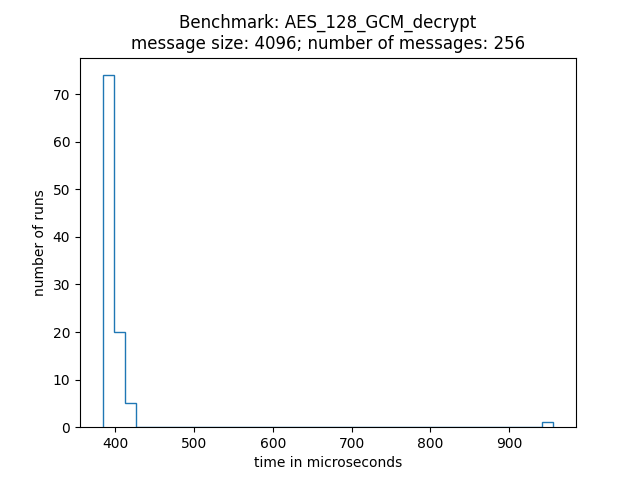 Benchmark: AES_128_GCM_decrypt
message size: 4096; number of messages: 256
number of runs
70
60
50
40
30
20
10
0
400 500 600 700 800 900
time in microseconds